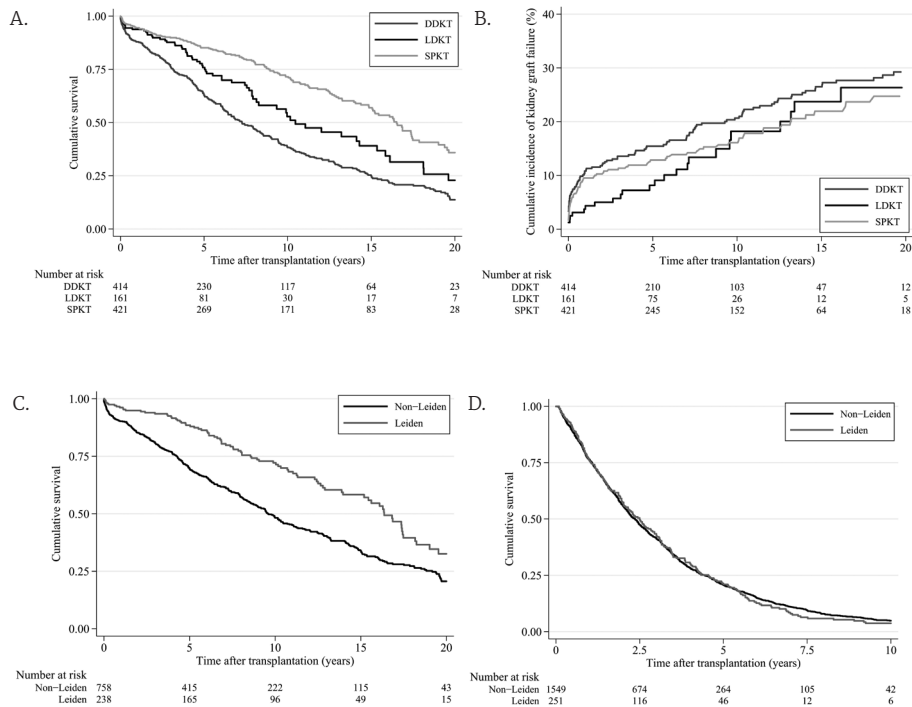 A.
Cumulative survival
1.00
0.75
0.50
0.25
0.00
DDKT
LDKT
SPKT
0 5 10 15 20
Time after transplantation (years)
Number at risk
DDKT 414 230 117 64 23
LDKT 161 81 30 17 7
SPKT 421 269 171 83 28
B.
Cumulative incidence of kidney graft failure (%)
40
30
20
10
0
DDKT
LDKT
SPKT
0 5 10 15 20
Time after transplantation (years)
Number at risk
DDKT 414 210 103 47 12
LDKT 161 75 26 12 5
SPKT 421 245 152 64 18
C.
Cumulative survival
1.00
0.75
0.50
0.25
0.00
Non-Leiden
Leiden
0 5 10 15 20
Time after transplantation (years)
Number at risk
Non-Leiden 758 415 222 115 43
Leiden 238 165 96 49 15
D.
Cumulative survival
1.00
0.75
0.50
0.25
0.00
Non-Leiden
Leiden
0 2.5 5 7.5 10
Time after transplantation (years)
Number at risk
Non-Leiden 1549 674 264 105 42
Leiden 251 116 46 12 6